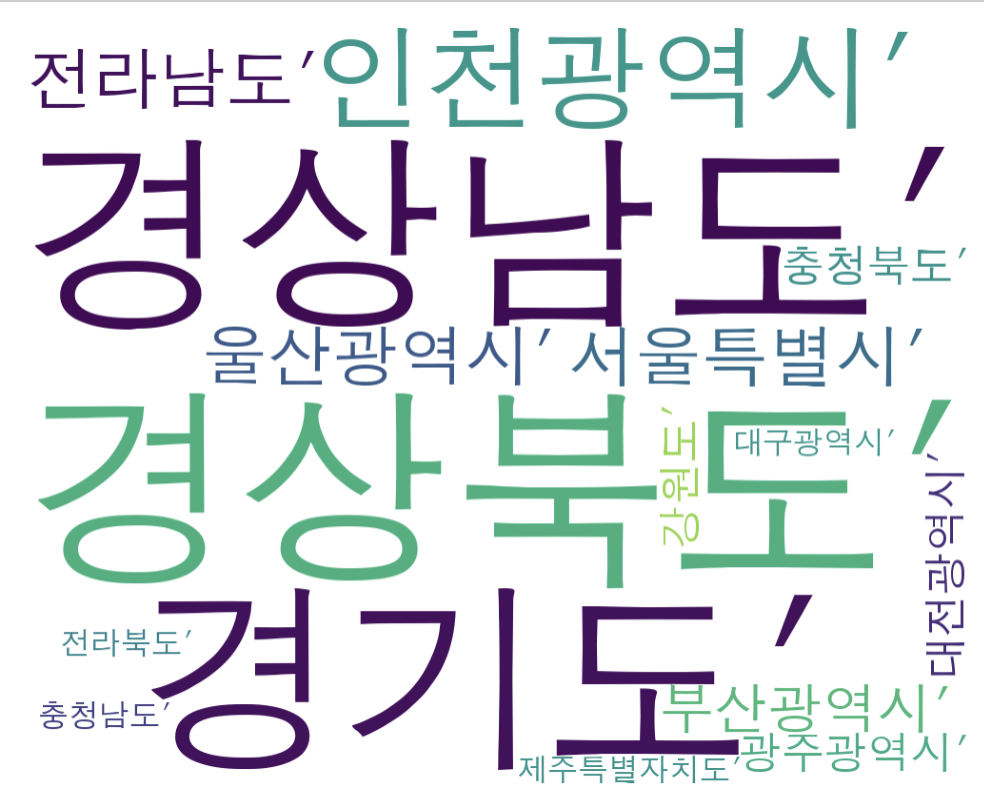 전라남도’
인천광역시’
경상남도’
충청북도’
울산광역시’
서울특별시’
경상북도’
강원도’
대구광역시’
대전광역시’
경기도’
전라북도’
충청남도’
부산광역시’
광주광역시’
제주특별자치도’